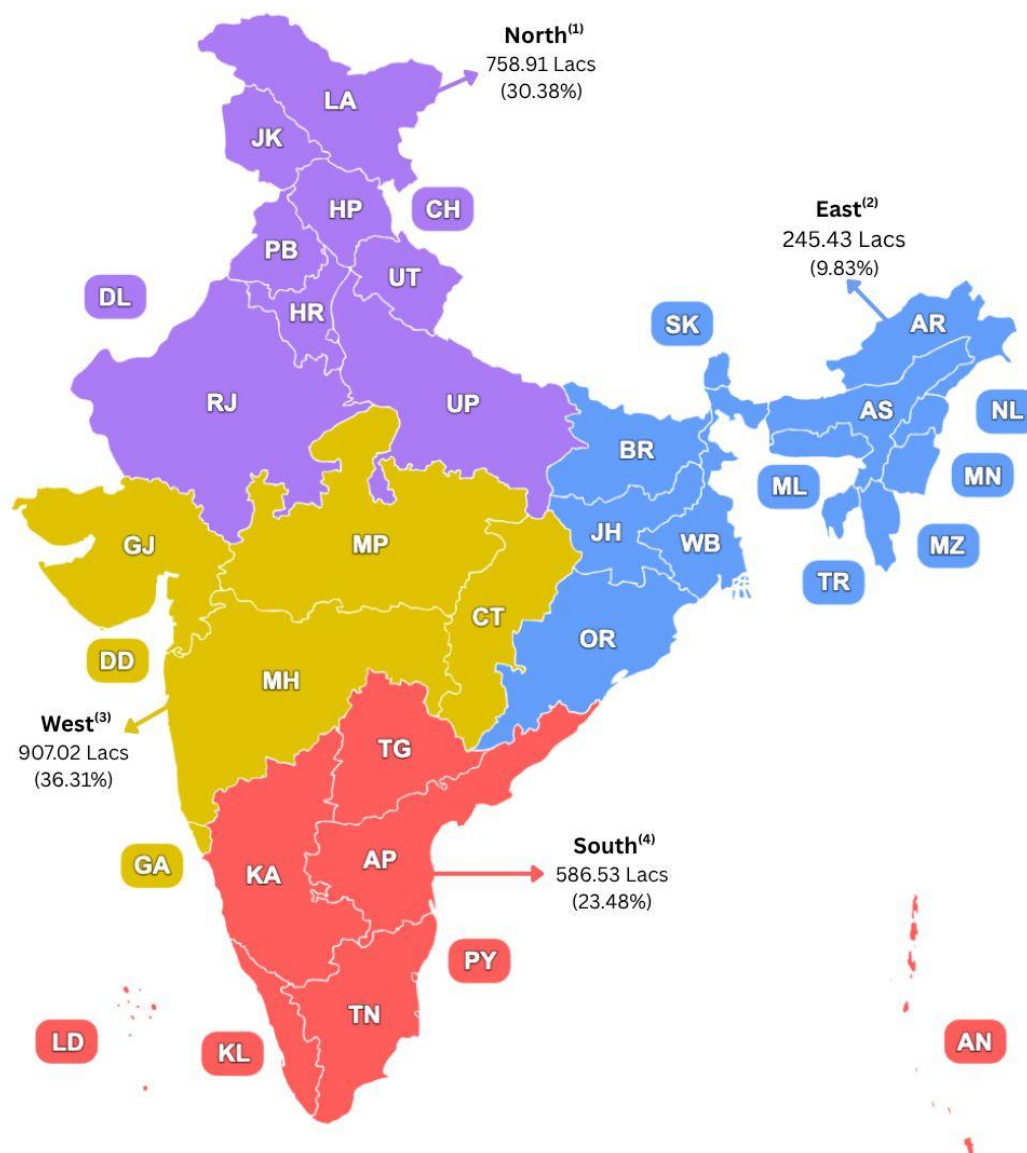 North(1)
758.91 Lacs
(30.38%)
LA
JK
HP
CH
PB
UT
DL
HR
RJ
UP
East(2)
245.43 Lacs
(9.83%)
SK
AR
AS
NL
BR
ML
MN
JH
WB
MZ
TR
OR
GJ
MP
CT
DD
MH
West(3)
907.02 Lacs
(36.31%)
GA
TG
KA
AP
South(4)
586.53 Lacs
(23.48%)
PY
TN
LD
KL
AN